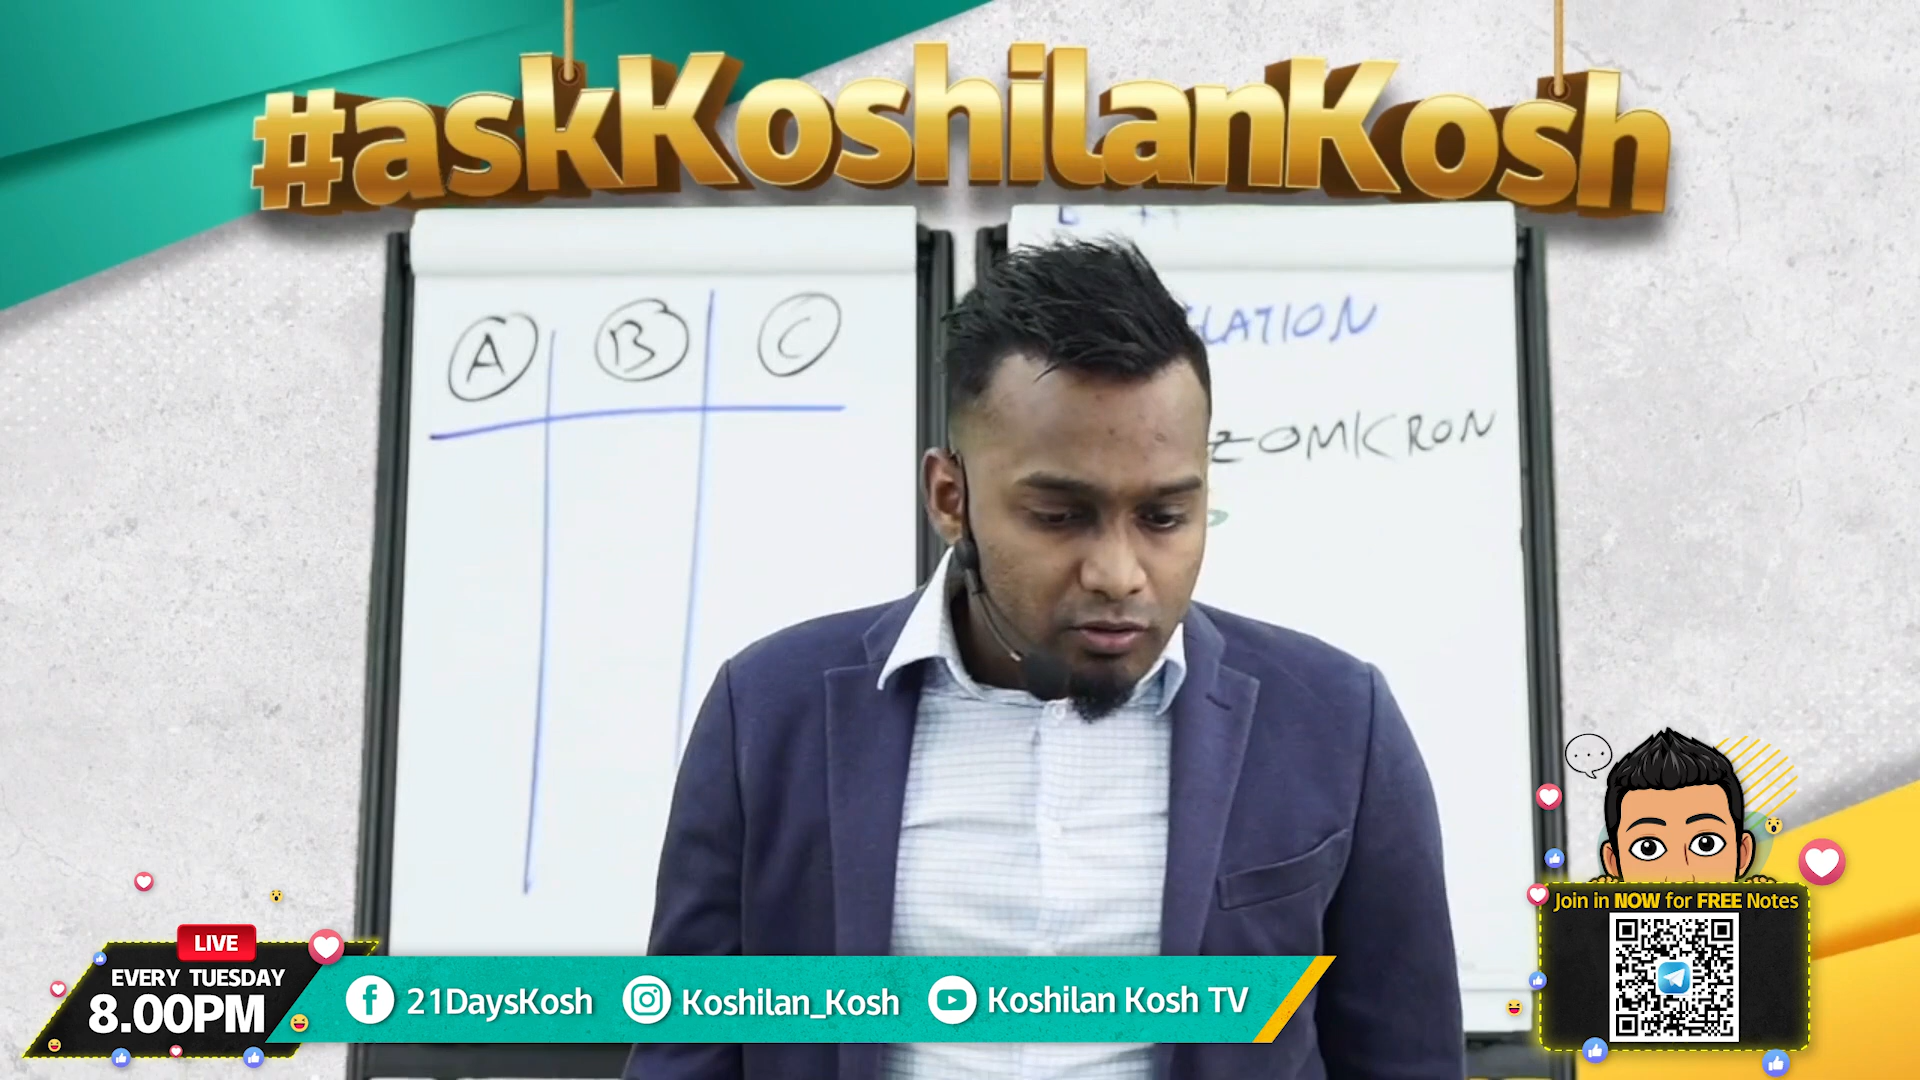 #askKoshilanKosh
A B C
LATION
OMICRON
Join in NOW for FREE Notes
LIVE
EVERY TUESDAY
8.00PM
21DaysKosh
Koshilan_Kosh
Koshilan Kosh TV